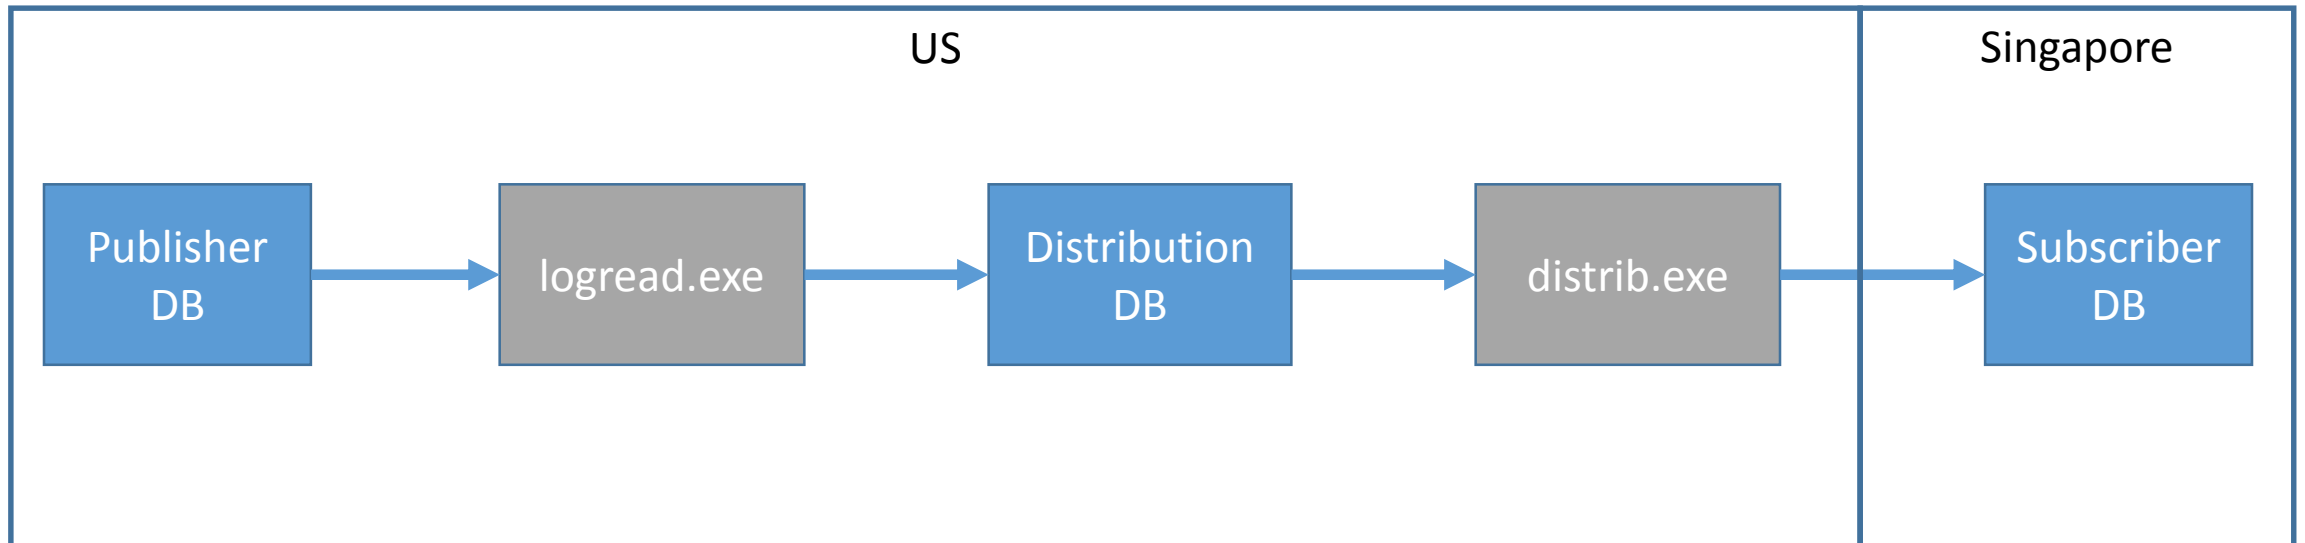 US
Singapore
Publisher
DB
logread.exe
Distribution
DB
distrib.exe
Subscriber
DB